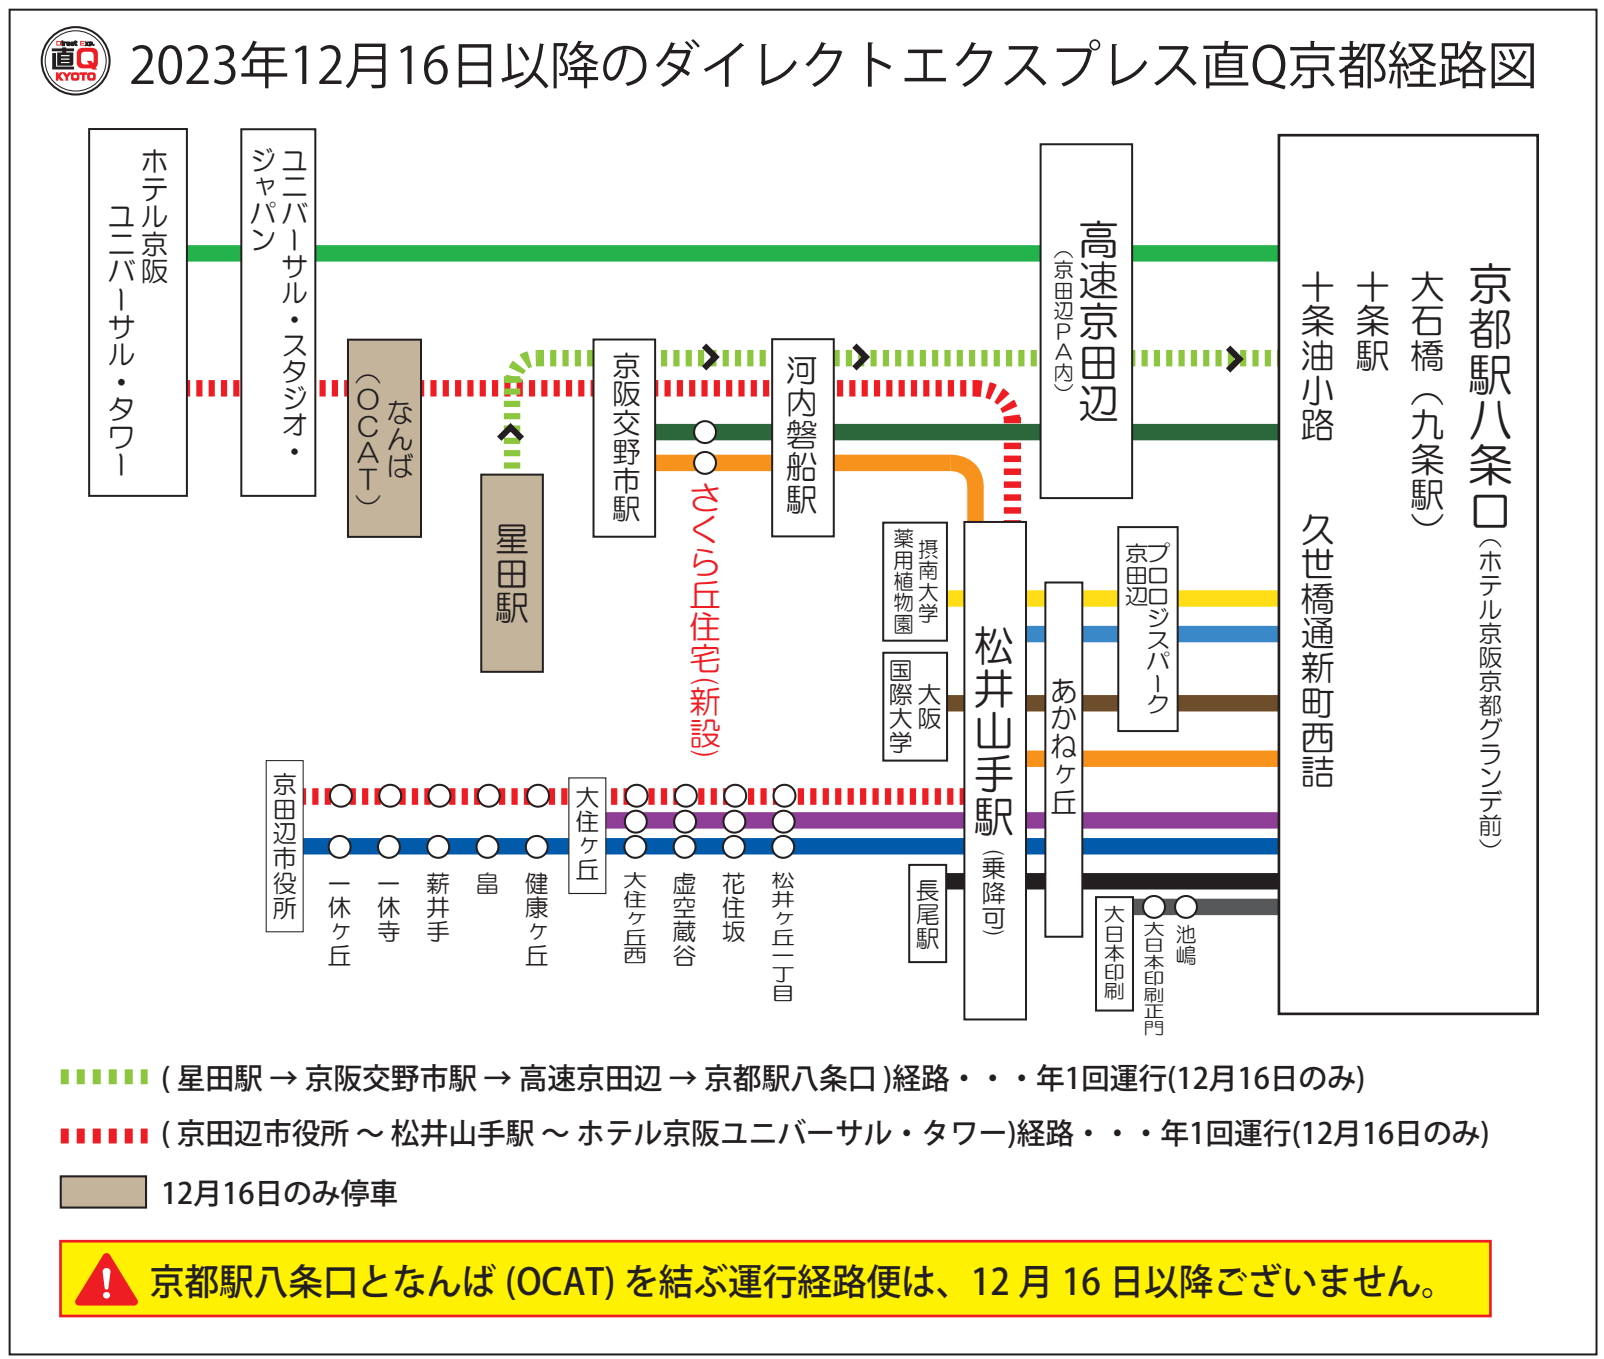 Direct Exp.
直Q
KYOTO
2023年12月16日以降のダイレクトエクスプレス直Q京都経路図
ホテル京阪
ユニバーサル・タワー
ユニバーサル・スタジオ・
ジャパン
なんば
（OCAT）
星田駅
京阪交野市駅
さくら丘住宅(新設)
河内磐船駅
高速京田辺
（京田辺PA内）
摂南大学
薬用植物園
大阪
国際大学
松井山手駅(乗降可)
あかねヶ丘
プロロジスパーク
京田辺
京都駅八条口(ホテル京阪京都グランデ前)
大石橋（九条駅）
十条駅
十条油小路
久世橋通新町西詰
京田辺市役所
一休ヶ丘
一休寺
薪井手
畠
健康ヶ丘
大住ヶ丘
大住ヶ丘西
虚空蔵谷
花住坂
松井ヶ丘一丁目
長尾駅
大日本印刷
大日本印刷正門
池嶋
( 星田駅 → 京阪交野市駅 → 高速京田辺 → 京都駅八条口 )経路・・・年1回運行(12月16日のみ)
( 京田辺市役所 ～ 松井山手駅 ～ ホテル京阪ユニバーサル・タワー)経路・・・年1回運行(12月16日のみ)
12月16日のみ停車
京都駅八条口となんば (OCAT) を結ぶ運行経路便は、12 月 16 日以降ございません。